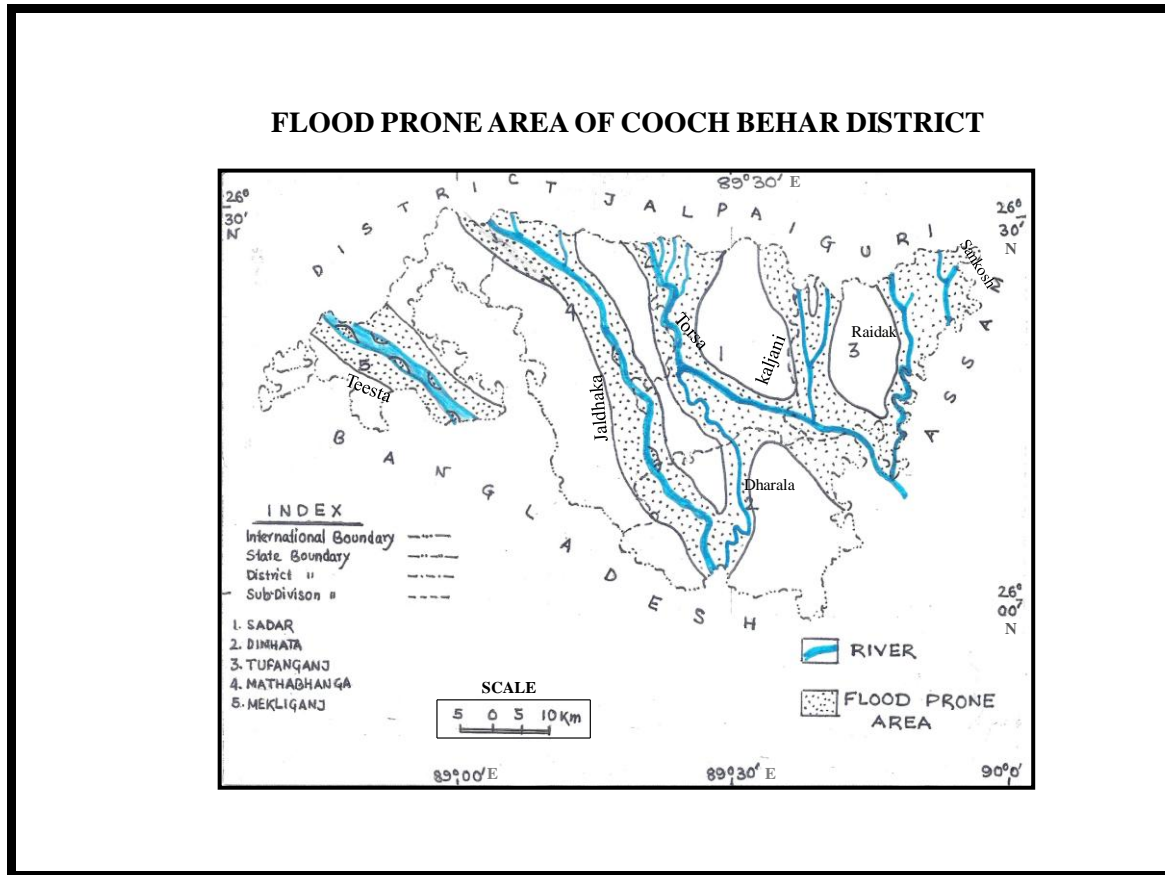 FLOOD PRONE AREA OF COOCH BEHAR DISTRICT
89°30' E
26° 30' N
26° 30' N
DISTRICT JALPAIGURI
Sankosh
ASSAM
Torsa
kaljani
Raidak
1
3
4
5
Teesta
Jaldhaka
Dharala
2
BANGLADESH
INDEX
International Boundary
State Boundary
District "
Sub-Divison "
1. SADAR
2. DINHATA
3. TUFANGANJ
4. MATHABHANGA
5. MEKLIGANJ
26° 00' N
RIVER
FLOOD PRONE
AREA
SCALE
5 0 5 10 Km
89°00' E
89°30' E
90°0'